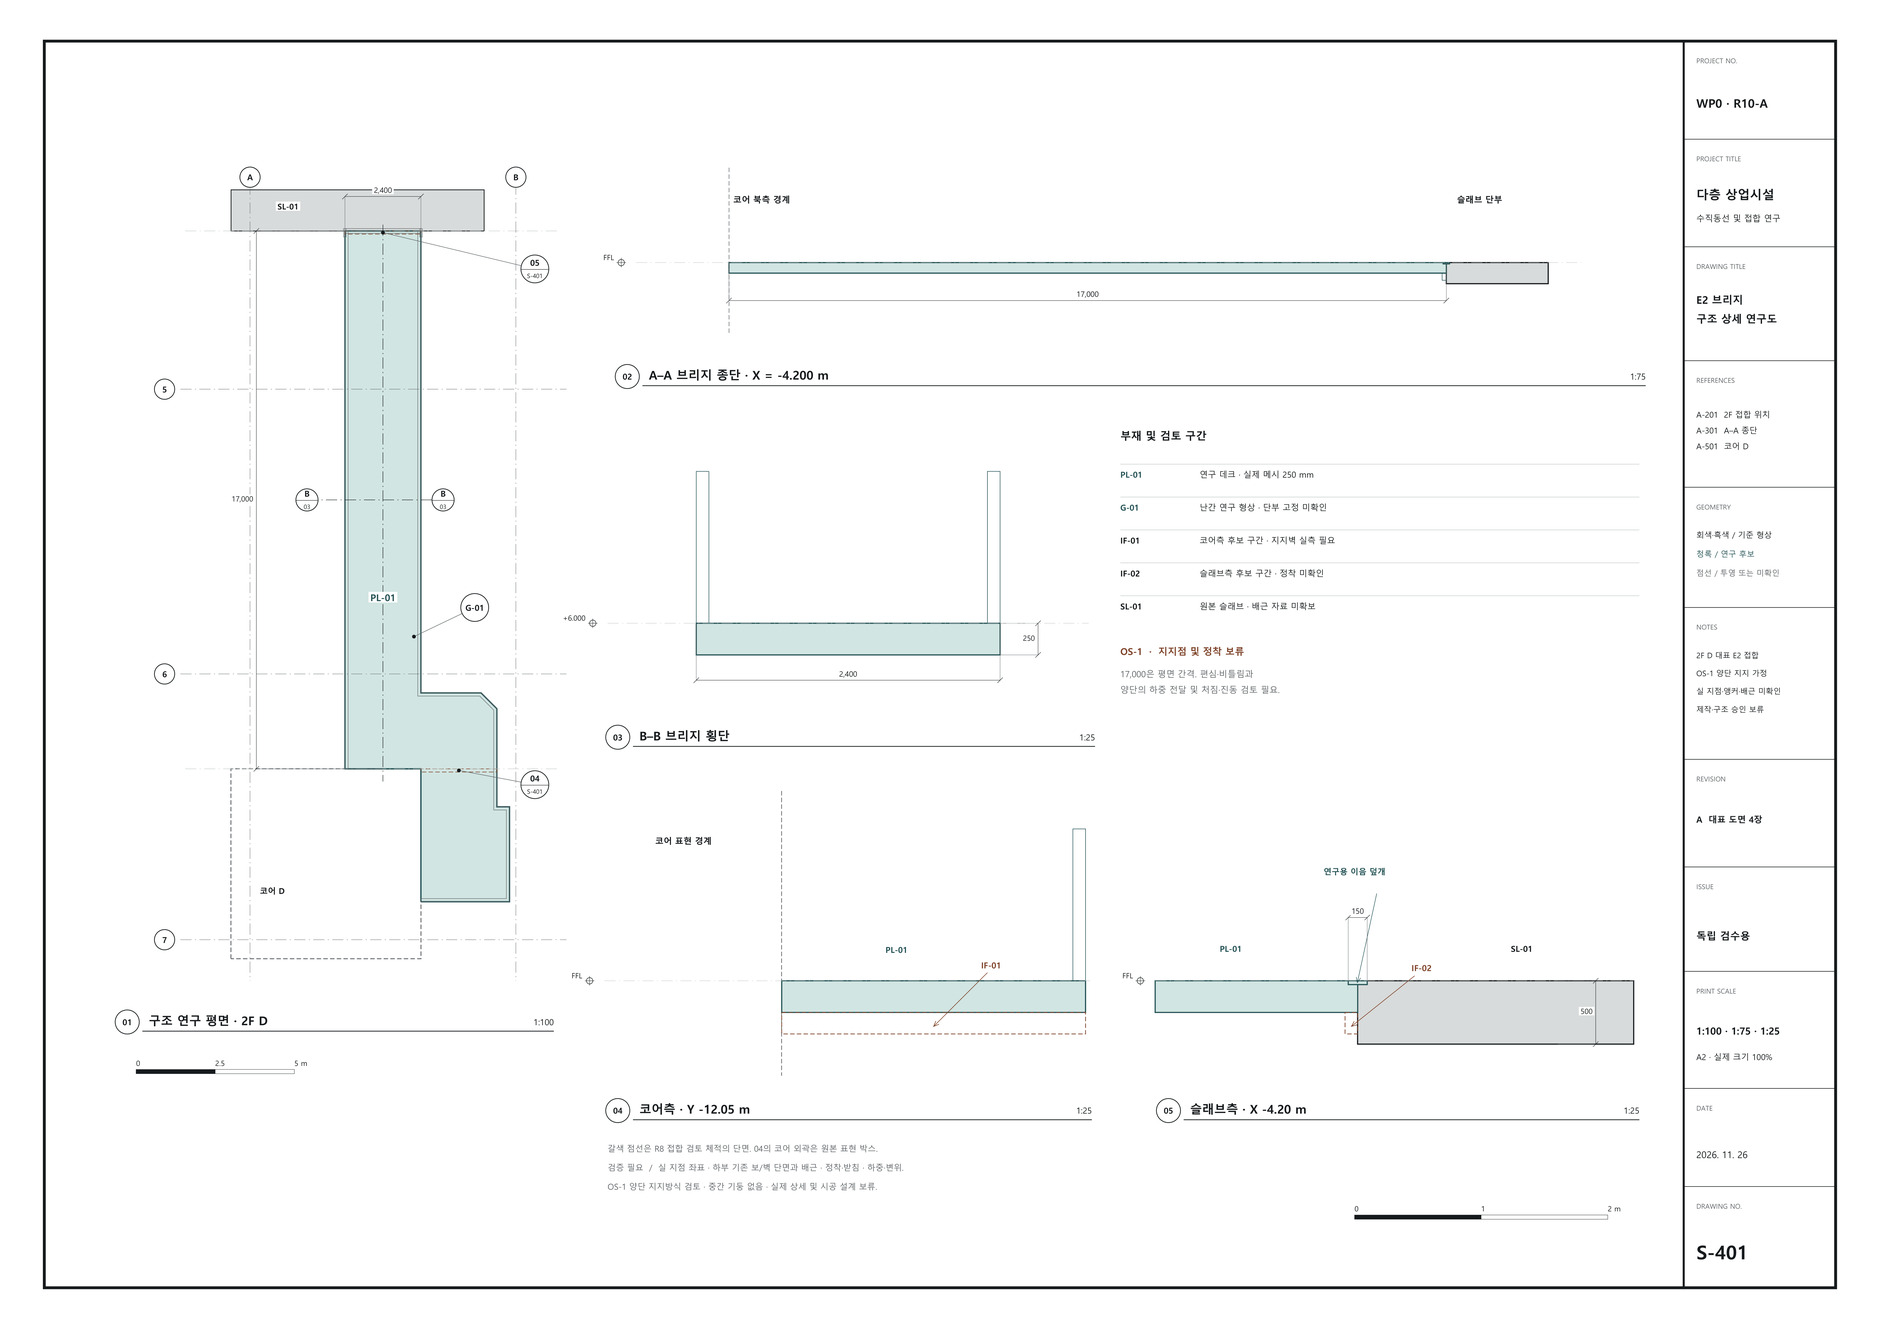 A
B
2,400
SL-01
05
S-401
5
17,000
B
03
B
03
PL-01
G-01
6
04
S-401
코어 D
7
01
구조 연구 평면 · 2F D
1:100
0
2.5
5 m
코어 북측 경계
슬래브 단부
FFL
17,000
02
A–A 브리지 종단 · X = -4.200 m
1:75
+6.000
250
2,400
03
B–B 브리지 횡단
1:25
부재 및 검토 구간
PL-01 연구 데크 · 실제 메시 250 mm
G-01 난간 연구 형상 · 단부 고정 미확인
IF-01 코어측 후보 구간 · 지지벽 실측 필요
IF-02 슬래브측 후보 구간 · 정착 미확인
SL-01 원본 슬래브 · 배근 자료 미확보
OS-1 · 지지점 및 정착 보류
17,000은 평면 간격. 편심·비틀림과
양단의 하중 전달 및 처짐·진동 검토 필요.
코어 표현 경계
PL-01
IF-01
FFL
04
코어측 · Y -12.05 m
1:25
연구용 이음 덮개
150
PL-01
SL-01
IF-02
FFL
500
05
슬래브측 · X -4.20 m
1:25
갈색 점선은 R8 접합 검토 체적의 단면. 04의 코어 외곽은 원본 표현 박스.
검증 필요 / 실 지점 좌표 · 하부 기존 보/벽 단면과 배근 · 정착·받침 · 하중·변위.
OS-1 양단 지지방식 검토 · 중간 기둥 없음 · 실제 상세 및 시공 설계 보류.
0
1
2 m
PROJECT NO.
WP0 · R10-A
PROJECT TITLE
다층 상업시설
수직동선 및 접합 연구
DRAWING TITLE
E2 브리지
구조 상세 연구도
REFERENCES
A-201 2F 접합 위치
A-301 A–A 종단
A-501 코어 D
GEOMETRY
회색·흑색 / 기준 형상
청록 / 연구 후보
점선 / 투영 또는 미확인
NOTES
2F D 대표 E2 접합
OS-1 양단 지지 가정
실 지점·앵커·배근 미확인
제작·구조 승인 보류
REVISION
A 대표 도면 4장
ISSUE
독립 검수용
PRINT SCALE
1:100 · 1:75 · 1:25
A2 · 실제 크기 100%
DATE
2026. 11. 26
DRAWING NO.
S-401